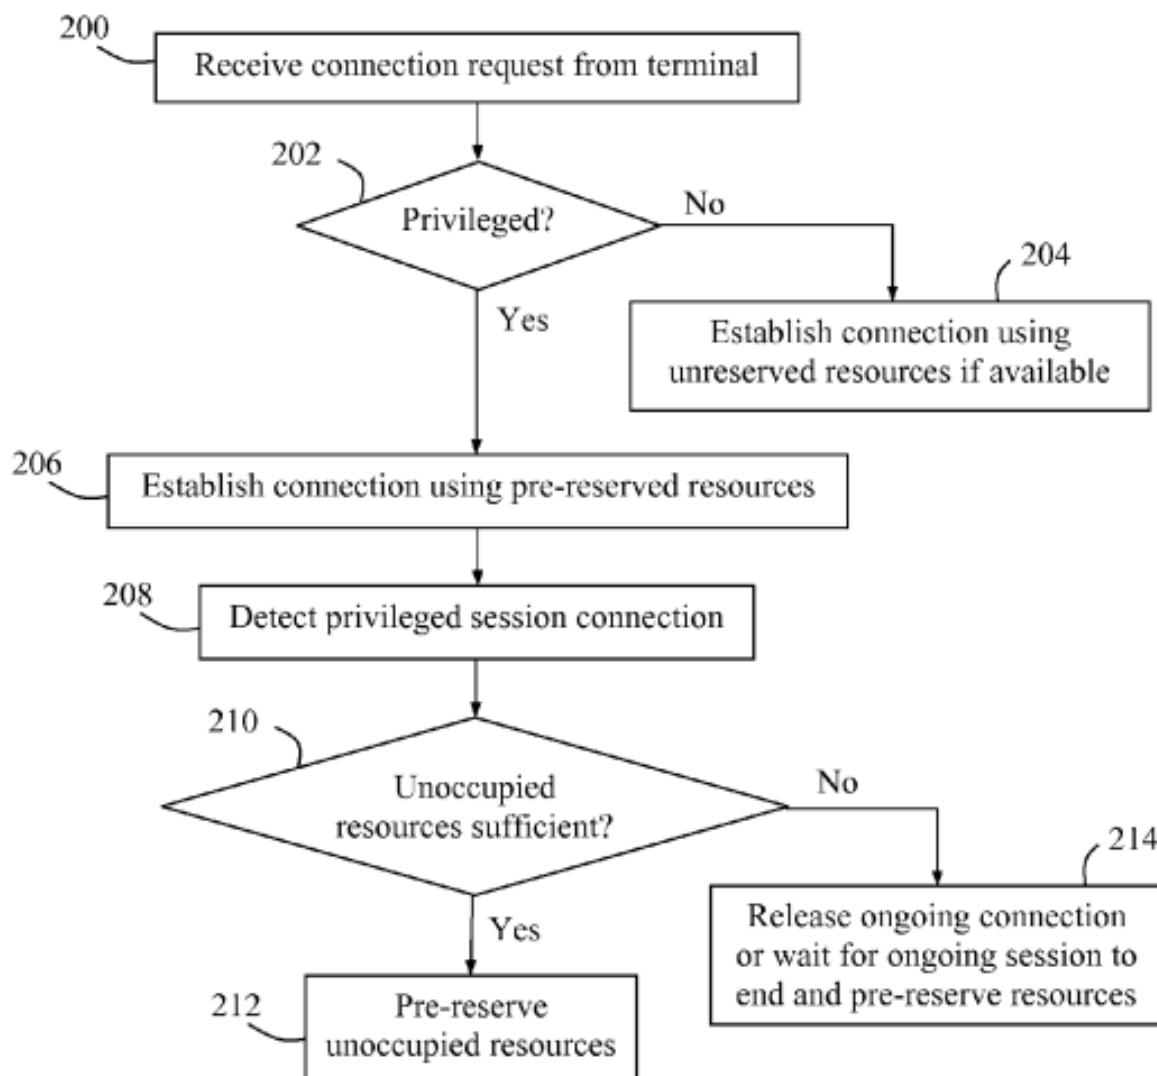 200
Receive connection request from terminal
202
Privileged?
No
Yes
204
Establish connection using
unreserved resources if available
206
Establish connection using pre-reserved resources
208
Detect privileged session connection
210
Unoccupied
resources sufficient?
No
Yes
214
Release ongoing connection
or wait for ongoing session to
end and pre-reserve resources
212
Pre-reserve
unoccupied resources